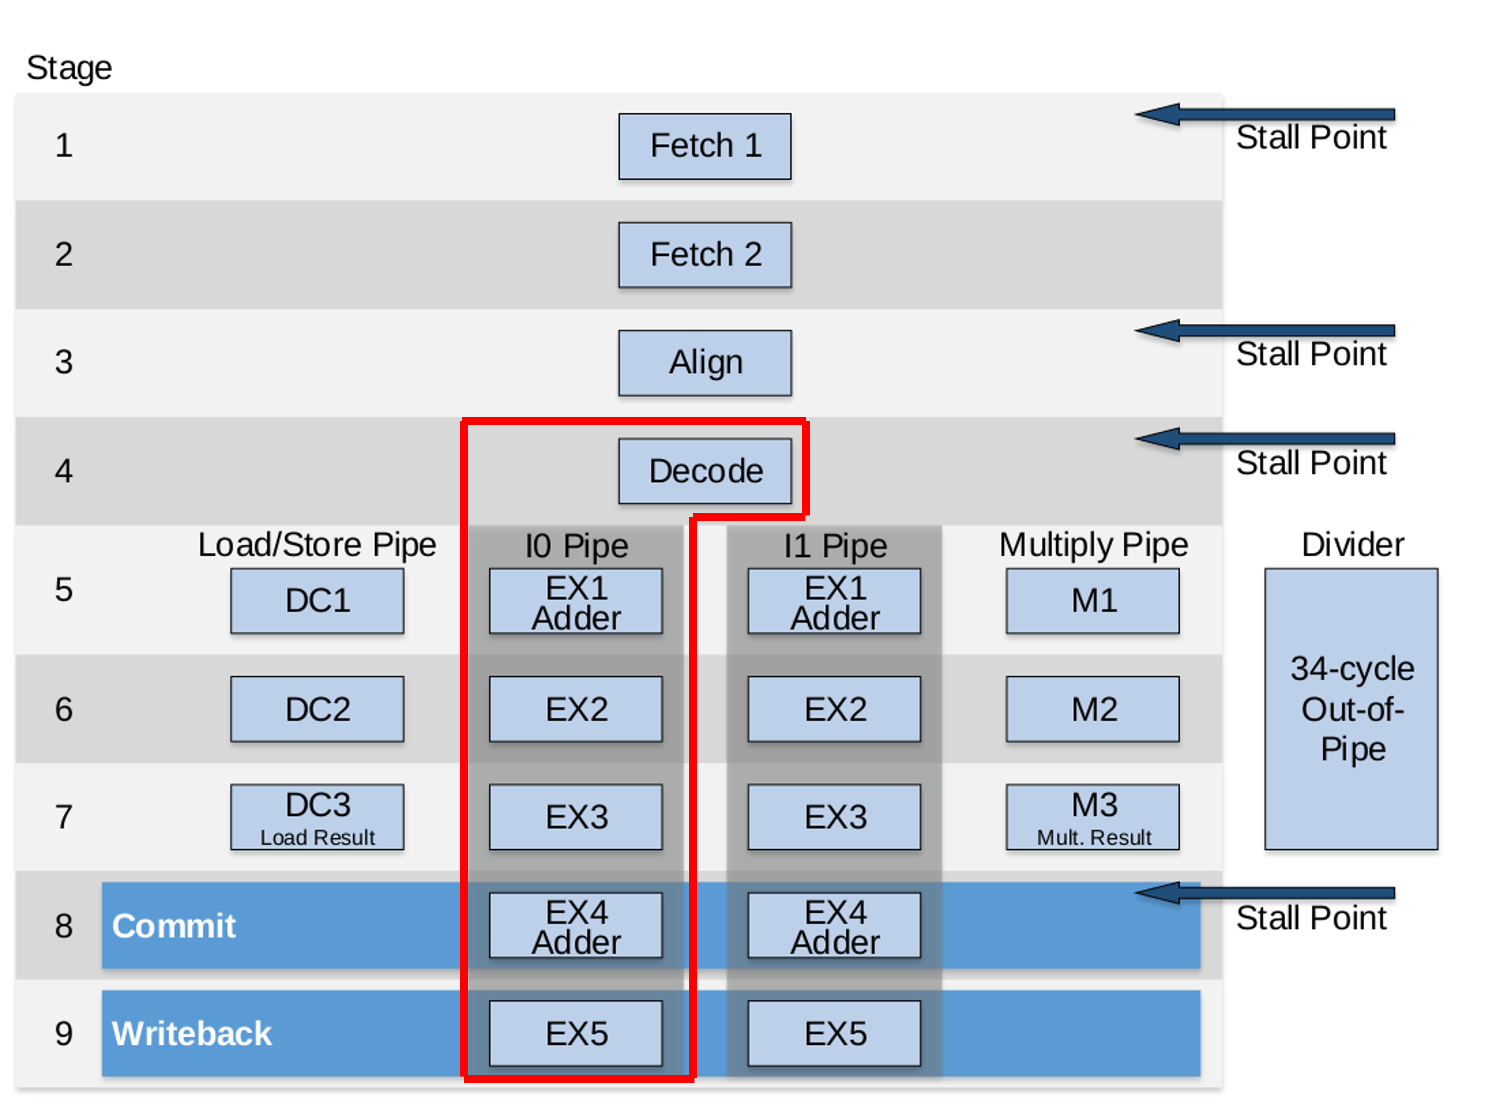 Stage
1
Fetch 1
Stall Point
2
Fetch 2
3
Align
Stall Point
4
Decode
Stall Point
Load/Store Pipe
I0 Pipe
I1 Pipe
Multiply Pipe
Divider
5
DC1
EX1
Adder
EX1
Adder
M1
34-cycle
Out-of-
Pipe
6
DC2
EX2
EX2
M2
7
DC3
Load Result
EX3
EX3
M3
Mult. Result
8
Commit
EX4
Adder
EX4
Adder
Stall Point
9
Writeback
EX5
EX5